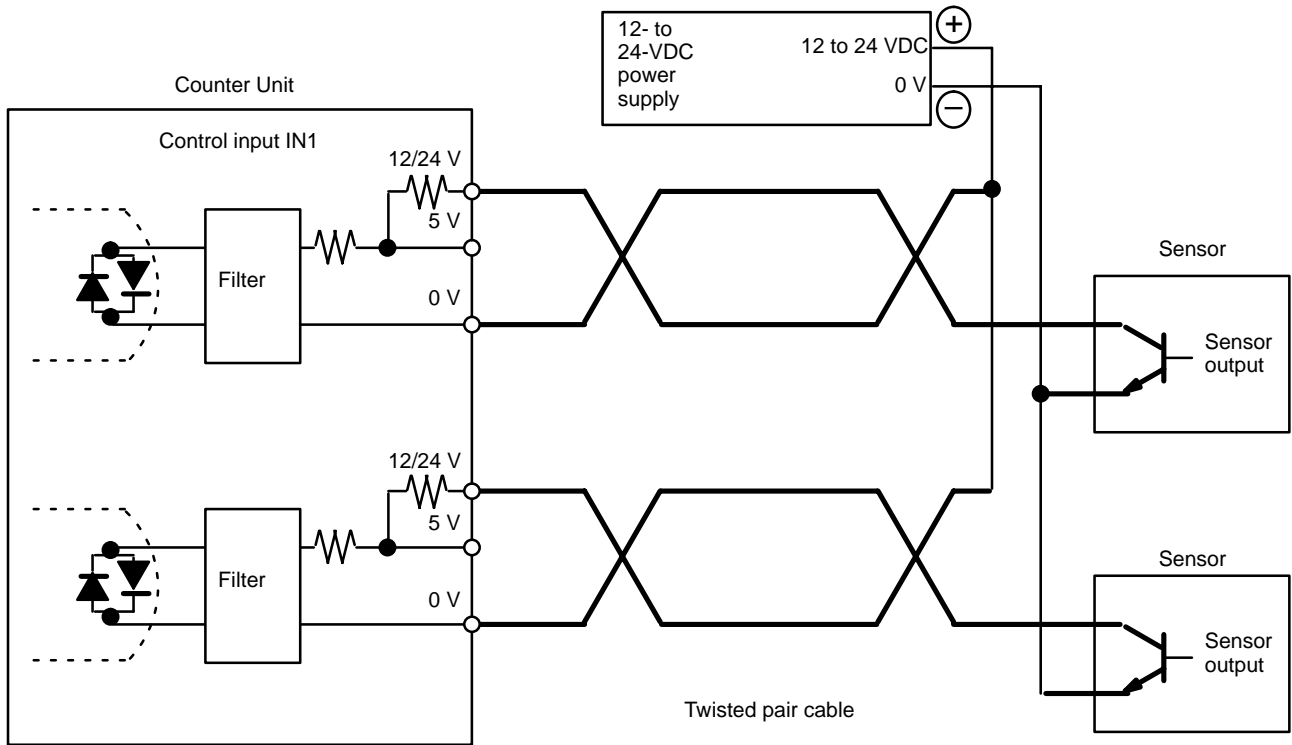 12- to
24-VDC
power
supply
12 to 24 VDC
0 V
+
−
Counter Unit
Control input IN1
12/24 V
5 V
Filter
0 V
Sensor
Sensor
output
12/24 V
5 V
Filter
0 V
Sensor
Sensor
output
Twisted pair cable